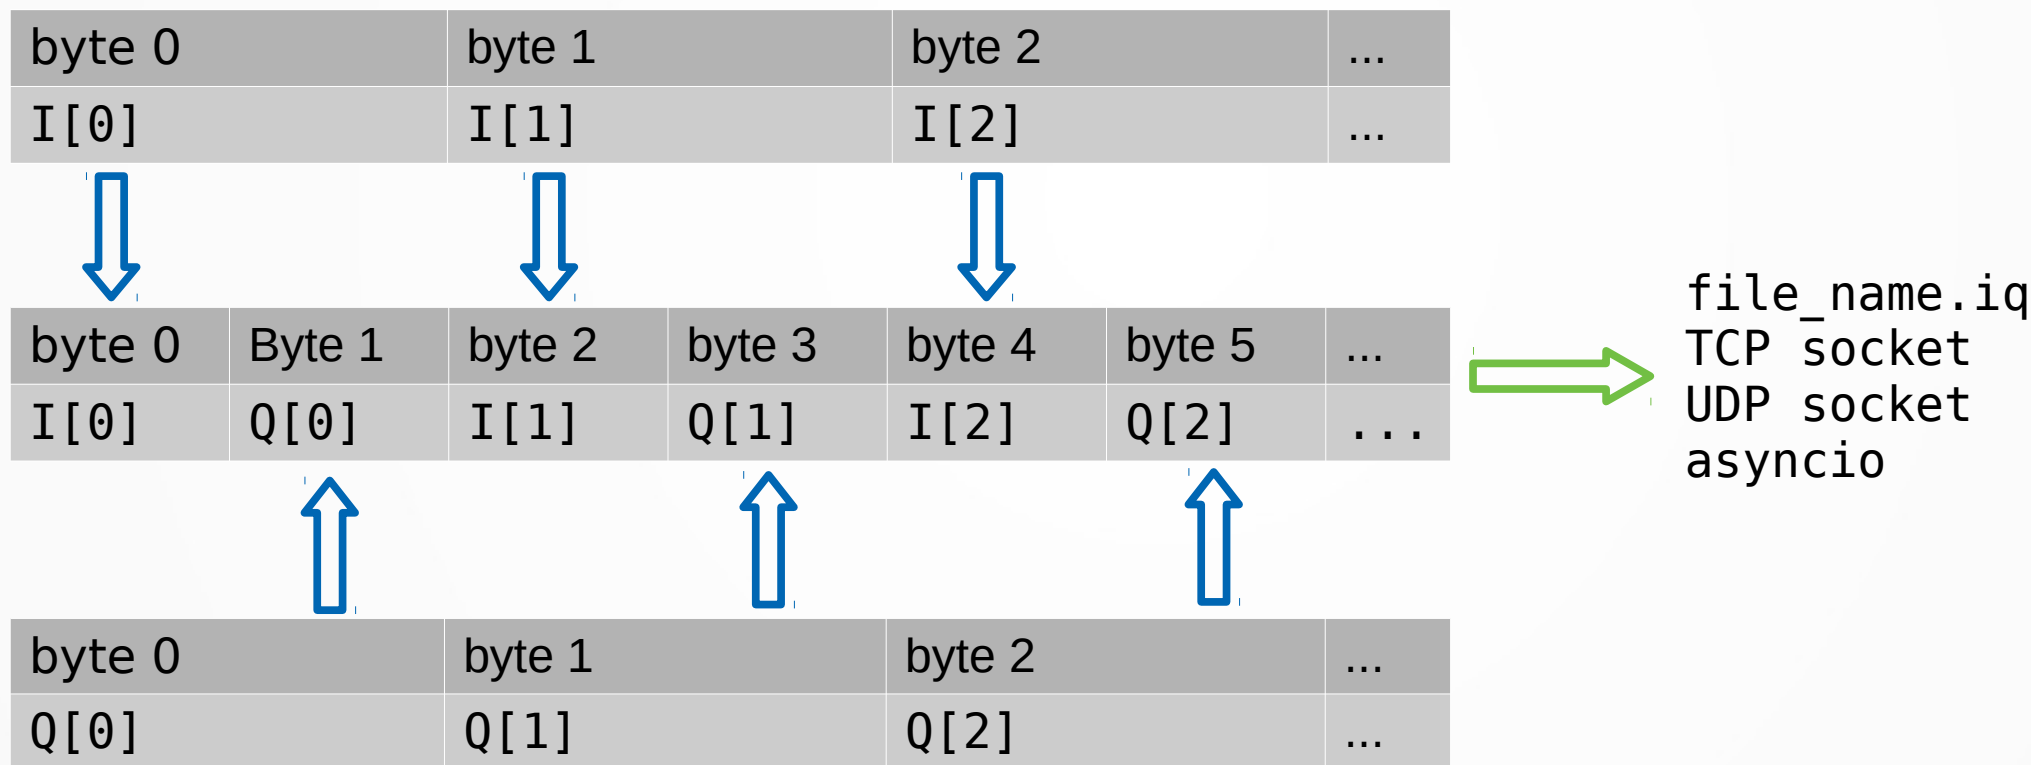 byte 0 byte 1 byte 2 ...
I[0] I[1] I[2] ...
byte 0 Byte 1 byte 2 byte 3 byte 4 byte 5 ...
I[0] Q[0] I[1] Q[1] I[2] Q[2] ...
file_name.iq
TCP socket
UDP socket
asyncio
byte 0 byte 1 byte 2 ...
Q[0] Q[1] Q[2] ...